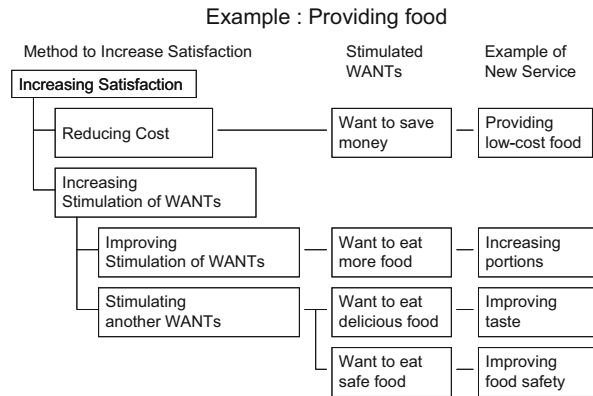 Example : Providing food
Method to Increase Satisfaction
Stimulated
WANTs
Example of
New Service
Increasing Satisfaction
Reducing Cost
Want to save
money
Providing
low-cost food
Increasing
Stimulation of WANTs
Improving
Stimulation of WANTs
Want to eat
more food
Increasing
portions
Stimulating
another WANTs
Want to eat
delicious food
Improving
taste
Want to eat
safe food
Improving
food safety